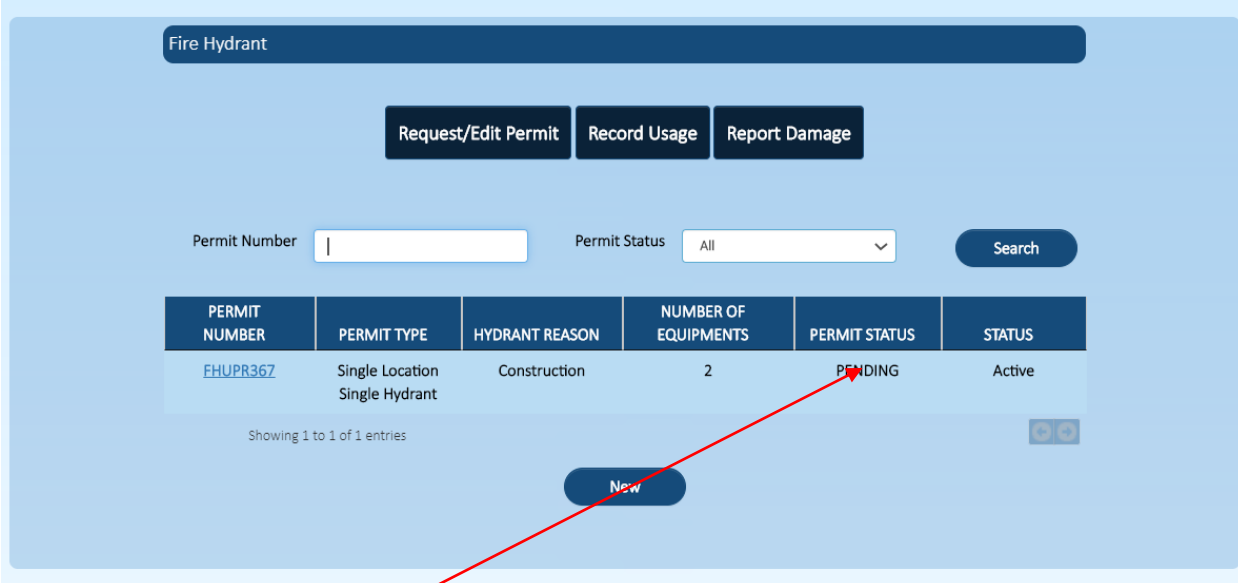 Fire Hydrant
Request/Edit Permit Record Usage Report Damage
Permit Number Permit Status All Search
PERMIT NUMBER PERMIT TYPE HYDRANT REASON NUMBER OF EQUIPMENTS PERMIT STATUS STATUS
FHUPR367 Single Location Single Hydrant Construction 2 PENDING Active
Showing 1 to 1 of 1 entries
New